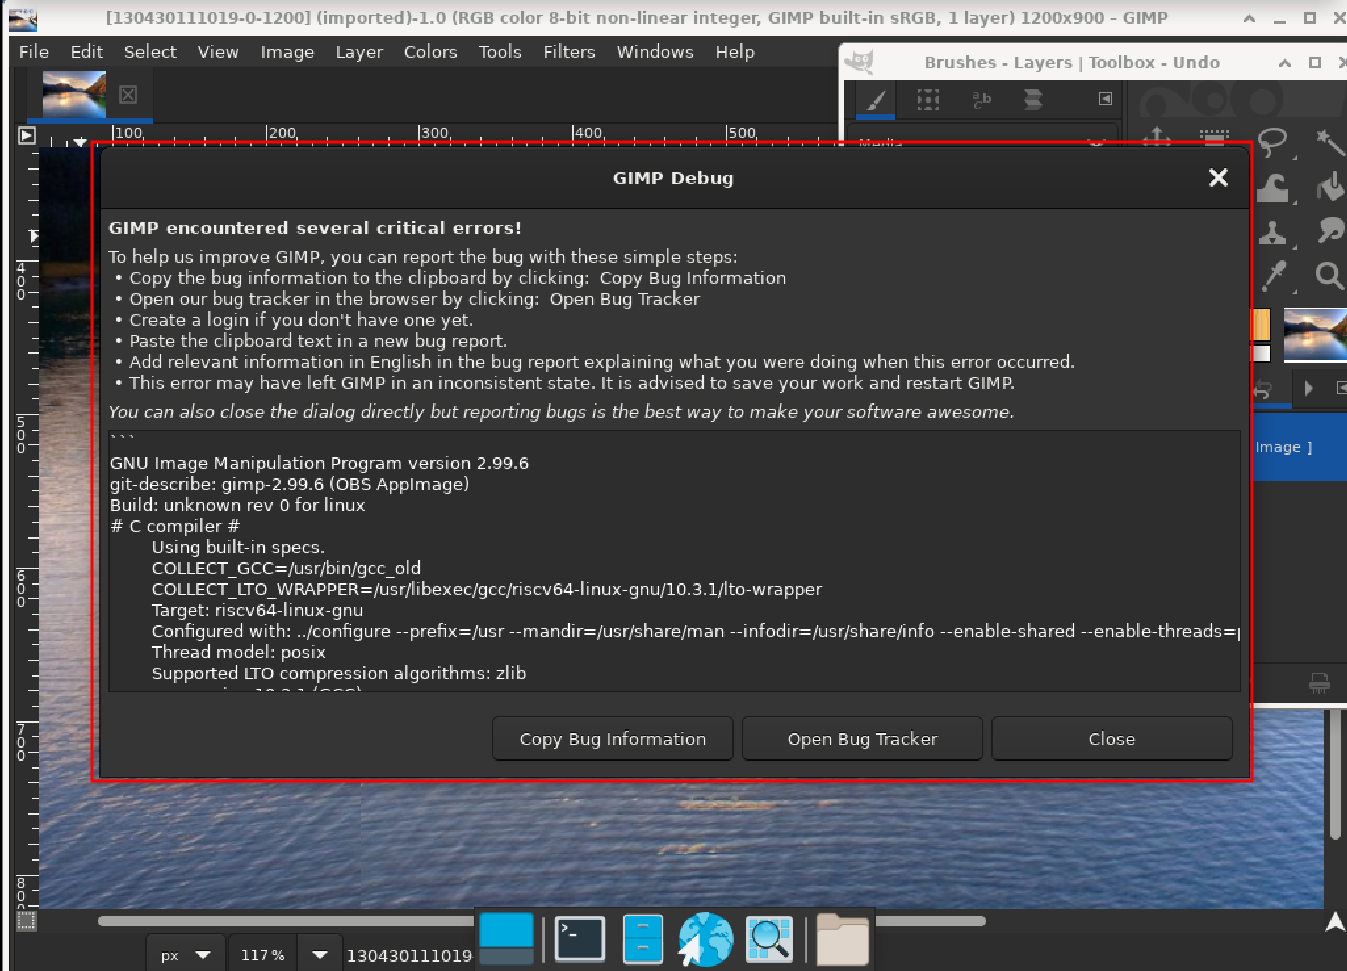 [130430111019-0-1200] (imported)-1.0 (RGB color 8-bit non-linear integer, GIMP built-in sRGB, 1 layer) 1200x900 – GIMP
File Edit Select View Image Layer Colors Tools Filters Windows Help
Brushes - Layers | Toolbox - Undo
abc
100 200 300 400 500
Media
GIMP Debug
GIMP encountered several critical errors!
To help us improve GIMP, you can report the bug with these simple steps:
• Copy the bug information to the clipboard by clicking: Copy Bug Information
• Open our bug tracker in the browser by clicking: Open Bug Tracker
• Create a login if you don't have one yet.
• Paste the clipboard text in a new bug report.
• Add relevant information in English in the bug report explaining what you were doing when this error occurred.
• This error may have left GIMP in an inconsistent state. It is advised to save your work and restart GIMP.
You can also close the dialog directly but reporting bugs is the best way to make your software awesome.
```
GNU Image Manipulation Program version 2.99.6
git-describe: gimp-2.99.6 (OBS AppImage)
Build: unknown rev 0 for linux
# C compiler #
Using built-in specs.
COLLECT_GCC=/usr/bin/gcc_old
COLLECT_LTO_WRAPPER=/usr/libexec/gcc/riscv64-linux-gnu/10.3.1/lto-wrapper
Target: riscv64-linux-gnu
Configured with: ../configure --prefix=/usr --mandir=/usr/share/man --infodir=/usr/share/info --enable-shared --enable-threads=p
Thread model: posix
Supported LTO compression algorithms: zlib
Copy Bug Information Open Bug Tracker Close
Image ]
400
500
600
700
800
px 117% 130430111019